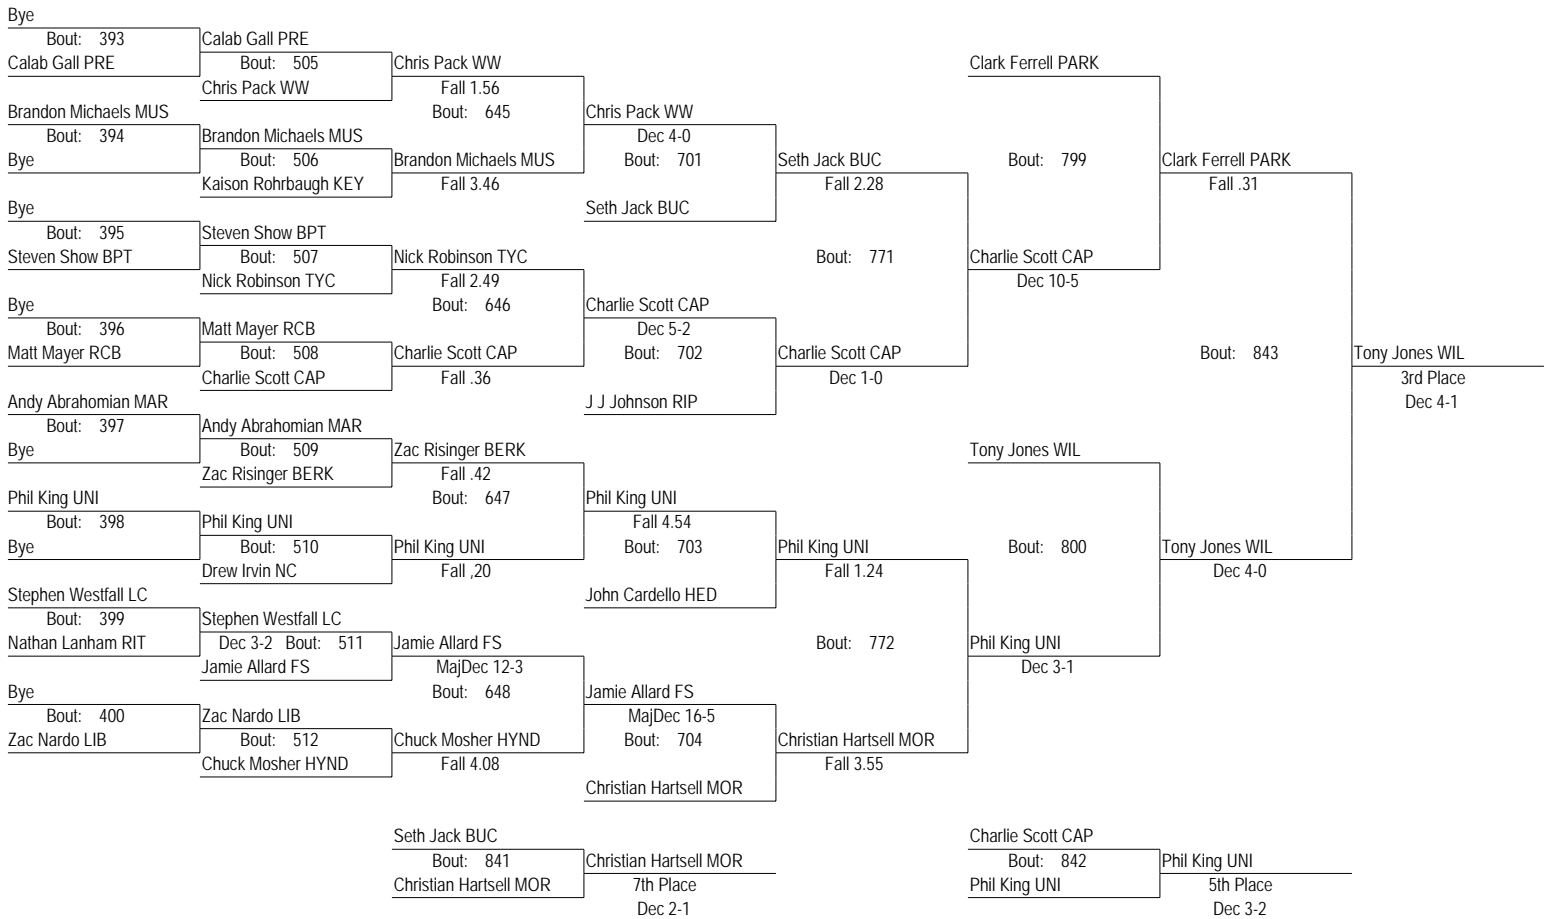 Bye
Bout: 393 Calab Gall PRE
Calab Gall PRE Bout: 505 Chris Pack WW Clark Ferrell PARK
Chris Pack WW Fall 1.56
Brandon Michaels MUS Bout: 645 Chris Pack WW
Bout: 394 Brandon Michaels MUS Dec 4-0
Bye Bout: 506 Brandon Michaels MUS Bout: 701 Seth Jack BUC Bout: 799 Clark Ferrell PARK
Kaison Rohrbaugh KEY Fall 3.46 Fall 2.28 Fall .31
Bye Seth Jack BUC
Bout: 395 Steven Show BPT
Steven Show BPT Bout: 507 Nick Robinson TYC Bout: 771 Charlie Scott CAP
Nick Robinson TYC Fall 2.49 Dec 10-5
Bye Bout: 646 Charlie Scott CAP
Bout: 396 Matt Mayer RCB Dec 5-2
Matt Mayer RCB Bout: 508 Charlie Scott CAP Bout: 702 Charlie Scott CAP Bout: 843 Tony Jones WIL
Charlie Scott CAP Fall .36 Dec 1-0 3rd Place
Andy Abrahomian MAR J J Johnson RIP Dec 4-1
Bout: 397 Andy Abrahomian MAR
Bye Bout: 509 Zac Risinger BERK Tony Jones WIL
Zac Risinger BERK Fall .42
Phil King UNI Bout: 647 Phil King UNI
Bout: 398 Phil King UNI Fall 4.54
Bye Bout: 510 Phil King UNI Bout: 703 Phil King UNI Bout: 800 Tony Jones WIL
Drew Irvin NC Fall ,20 Fall 1.24 Dec 4-0
Stephen Westfall LC John Cardello HED
Bout: 399 Stephen Westfall LC
Nathan Lanham RIT Dec 3-2 Bout: 511 Jamie Allard FS Bout: 772 Phil King UNI
Jamie Allard FS MajDec 12-3 Dec 3-1
Bye Bout: 648 Jamie Allard FS
Bout: 400 Zac Nardo LIB MajDec 16-5
Zac Nardo LIB Bout: 512 Chuck Mosher HYND Bout: 704 Christian Hartsell MOR
Chuck Mosher HYND Fall 4.08 Fall 3.55
Christian Hartsell MOR
Seth Jack BUC Charlie Scott CAP
Bout: 841 Christian Hartsell MOR Bout: 842 Phil King UNI
Christian Hartsell MOR 7th Place Phil King UNI 5th Place
Dec 2-1 Dec 3-2